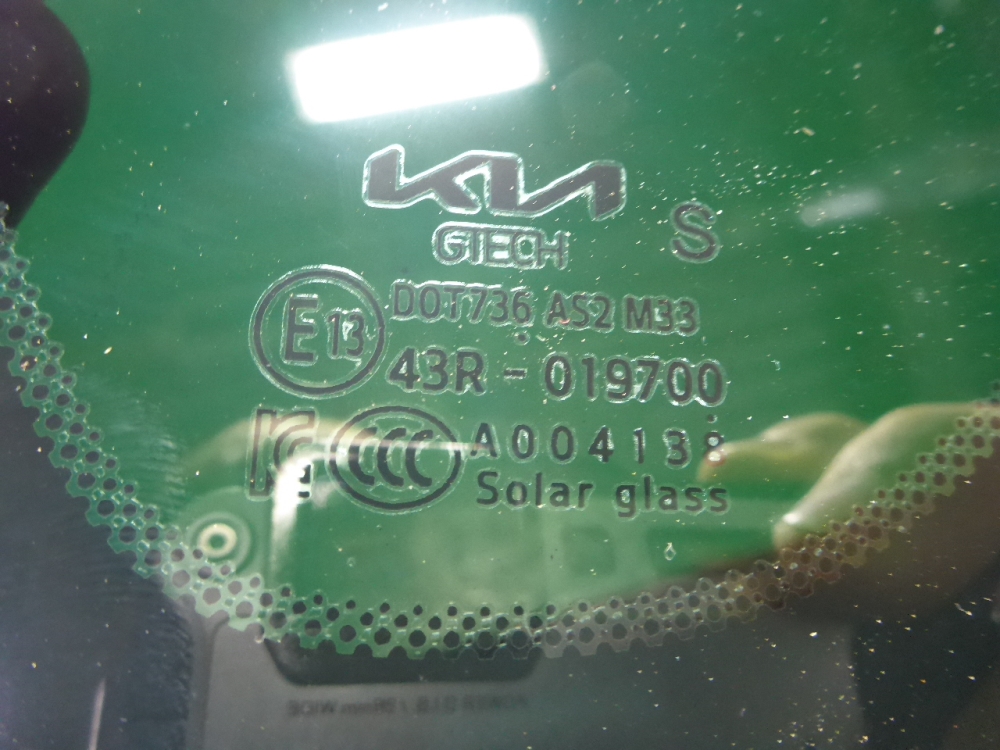 KIA
GTECH
S
E13
DOT736 AS2 M33
43R - 019700
CCC
A004138
Solar glass